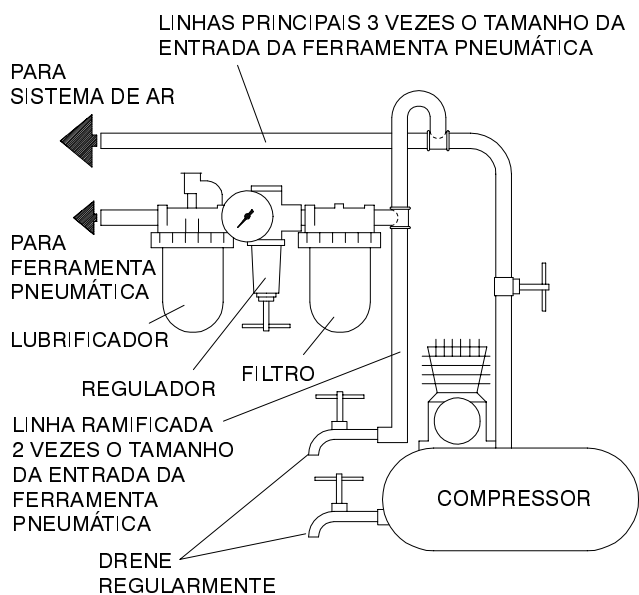 LINHAS PRINCIPAIS 3 VEZES O TAMANHO DA
ENTRADA DA FERRAMENTA PNEUMÁTICA
PARA
SISTEMA DE AR
PARA
FERRAMENTA
PNEUMÁTICA
LUBRIFICADOR
REGULADOR
FILTRO
LINHA RAMIFICADA
2 VEZES O TAMANHO
DA ENTRADA DA
FERRAMENTA
PNEUMÁTICA
COMPRESSOR
DRENE
REGULARMENTE